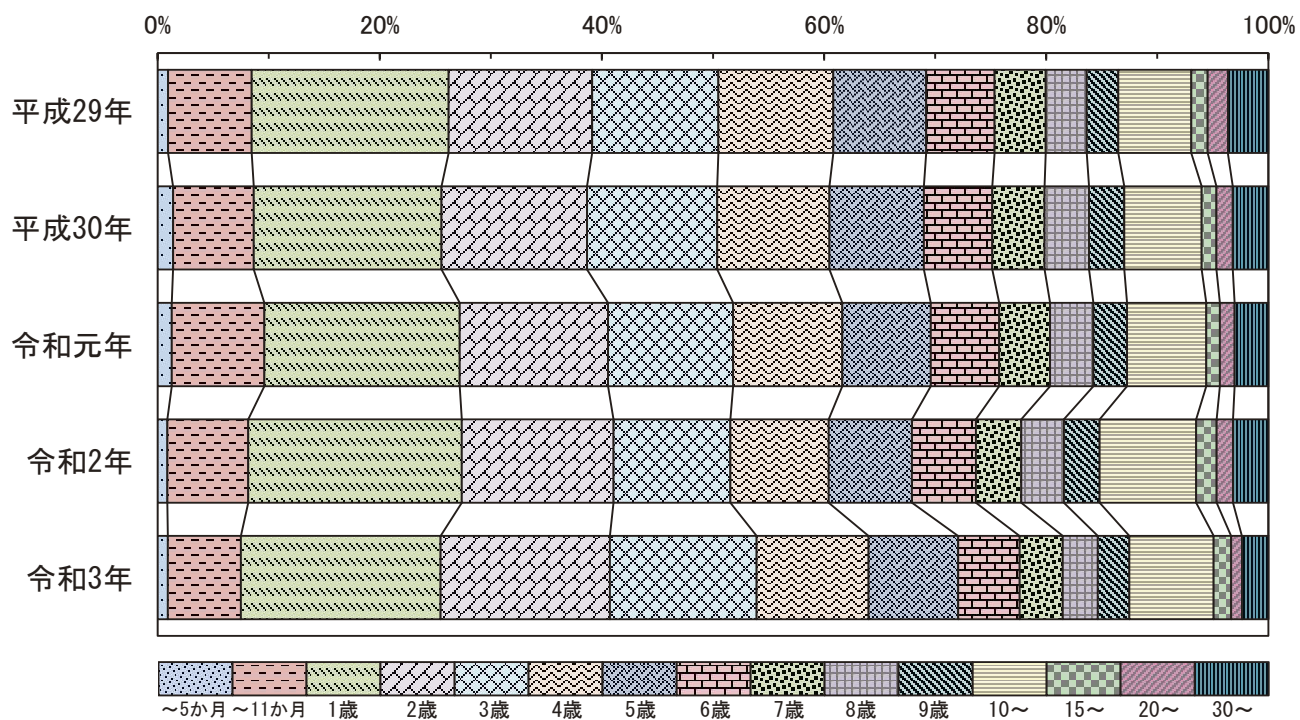 0% 20% 40% 60% 80% 100%
平成29年
平成30年
令和元年
令和2年
令和3年
～5か月 ～11か月 1歳 2歳 3歳 4歳 5歳 6歳 7歳 8歳 9歳 10～ 15～ 20～ 30～